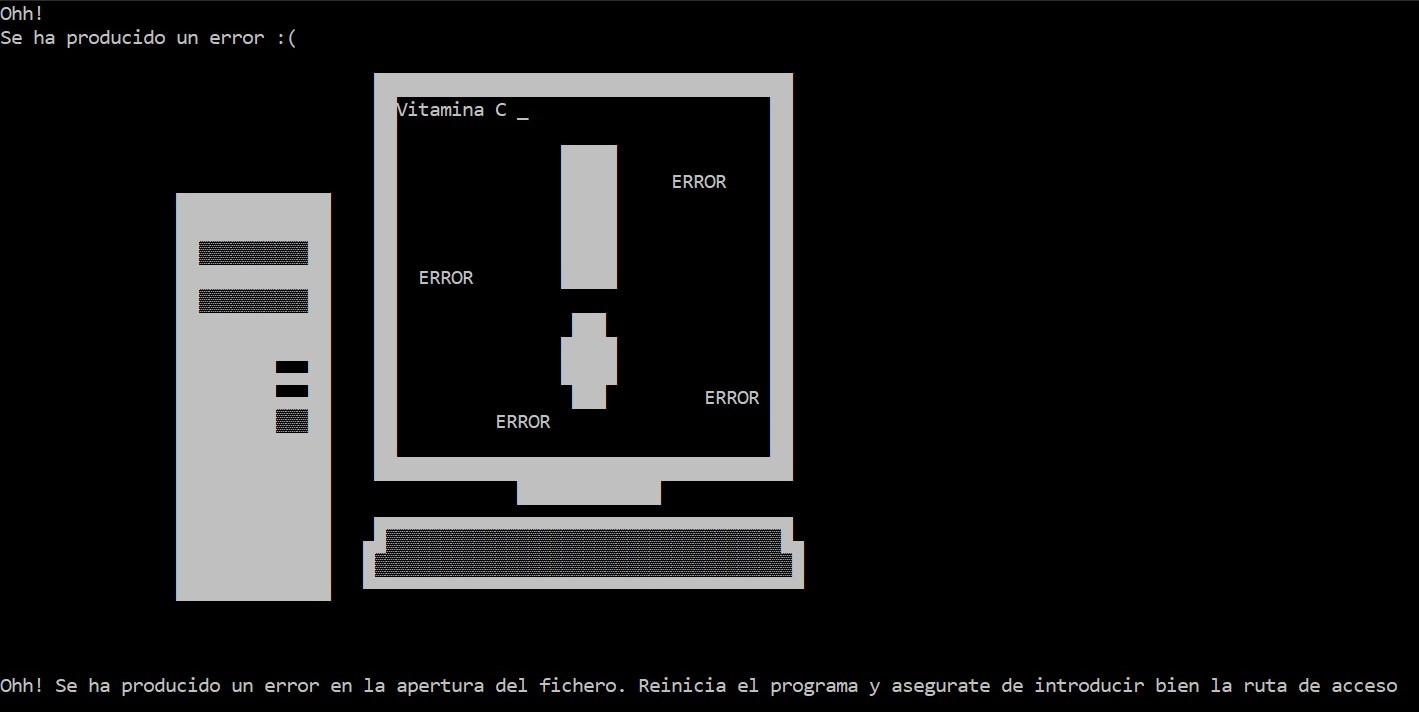 Ohh!
Se ha producido un error :(
Vitamina C _
ERROR
ERROR
ERROR
ERROR
Ohh! Se ha producido un error en la apertura del fichero. Reinicia el programa y asegurate de introducir bien la ruta de acceso